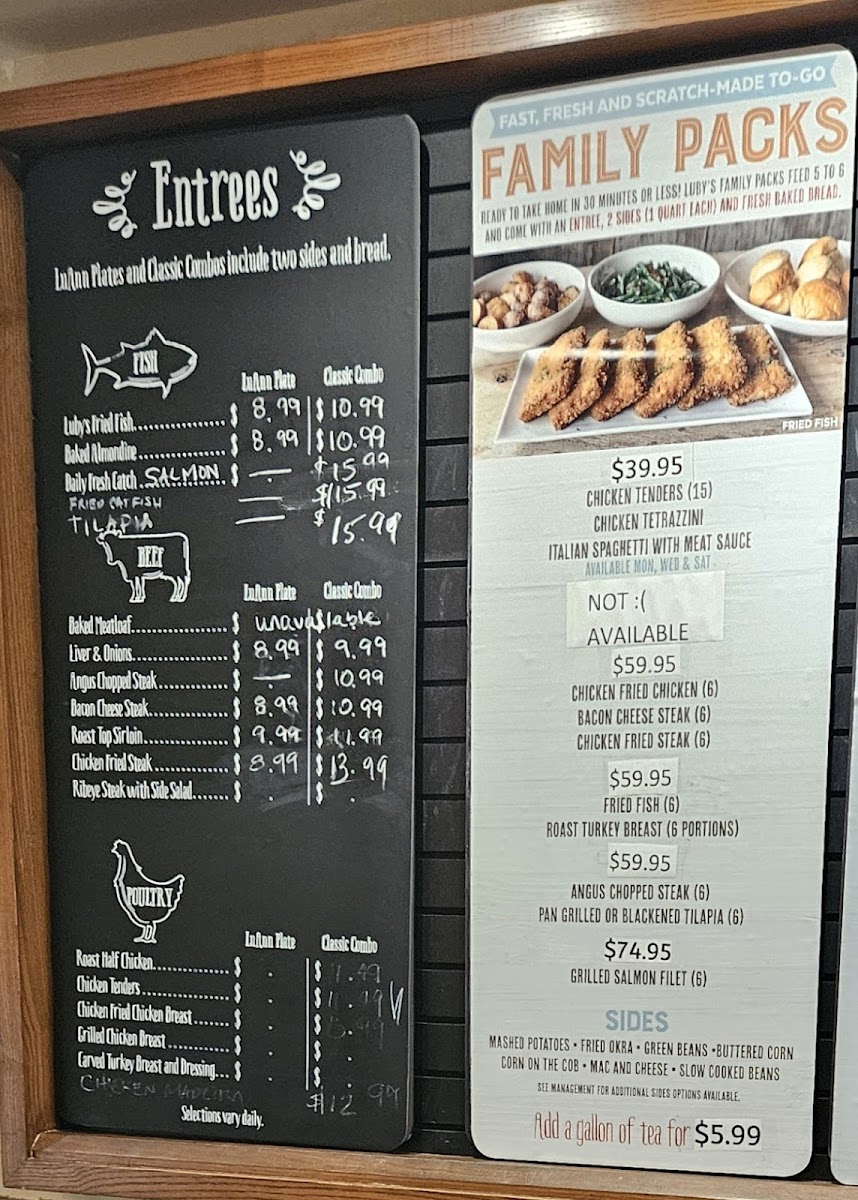 Entrees
LuAnn Plates and Classic Combos include two sides and bread.
FISH
LuAnn Plate Classic Combo
Luby's Fried Fish.................... $ 8.99 $ 10.99
Baked Almondine.................... $ 8.99 $ 10.99
Daily Fresh Catch SALMON $ — $15.99
FRIED CATFISH — $15.99
TILAPIA — $15.99
BEEF
LuAnn Plate Classic Combo
Baked Meatloaf.................... $ unavailable
Liver & Onions.................... $ 8.99 $ 9.99
Angus Chopped Steak.................... $ — $ 10.99
Bacon Cheese Steak.................... $ 8.99 $ 10.99
Roast Top Sirloin.................... $ 9.99 $ 11.99
Chicken Fried Steak.................... $ 8.99 $ 13.99
Ribeye Steak with Side Salad....... $ . $ .
POULTRY
LuAnn Plate Classic Combo
Roast Half Chicken.................... $ . $ .49
Chicken Tenders.................... $ . $
Chicken Fried Chicken Breast....... $ . $
Grilled Chicken Breast.................... $ . $ .
Carved Turkey Breast and Dressing... $ . $ .
CHICKEN MADEIRA $12.99
Selections vary daily.
FAST, FRESH AND SCRATCH-MADE TO-GO
FAMILY PACKS
READY TO TAKE HOME IN 30 MINUTES OR LESS! LUBY'S FAMILY PACKS FEED 5 TO 6
AND COME WITH AN ENTREE, 2 SIDES (1 QUART EACH) AND FRESH BAKED BREAD.
FRIED FISH
$39.95
CHICKEN TENDERS (15)
CHICKEN TETRAZZINI
ITALIAN SPAGHETTI WITH MEAT SAUCE
AVAILABLE MON, WED & SAT
NOT :(
AVAILABLE
$59.95
CHICKEN FRIED CHICKEN (6)
BACON CHEESE STEAK (6)
CHICKEN FRIED STEAK (6)
$59.95
FRIED FISH (6)
ROAST TURKEY BREAST (6 PORTIONS)
$59.95
ANGUS CHOPPED STEAK (6)
PAN GRILLED OR BLACKENED TILAPIA (6)
$74.95
GRILLED SALMON FILET (6)
SIDES
MASHED POTATOES • FRIED OKRA • GREEN BEANS • BUTTERED CORN
CORN ON THE COB • MAC AND CHEESE • SLOW COOKED BEANS
SEE MANAGEMENT FOR ADDITIONAL SIDES OPTIONS AVAILABLE.
Add a gallon of tea for $5.99